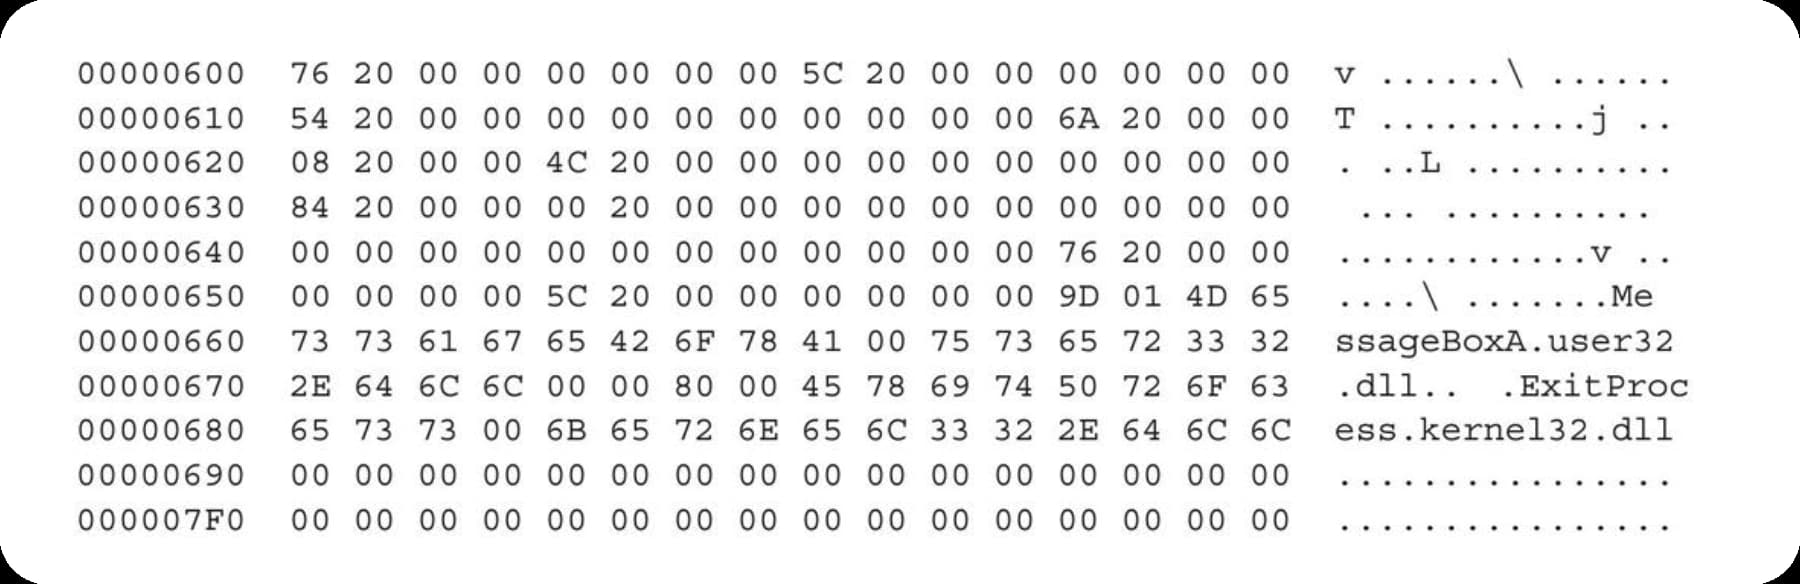 00000600 76 20 00 00 00 00 00 00 5C 20 00 00 00 00 00 00 v ......\ ......
00000610 54 20 00 00 00 00 00 00 00 00 00 00 6A 20 00 00 T ..........j ..
00000620 08 20 00 00 4C 20 00 00 00 00 00 00 00 00 00 00 . ..L ..........
00000630 84 20 00 00 00 20 00 00 00 00 00 00 00 00 00 00 ... ..........
00000640 00 00 00 00 00 00 00 00 00 00 00 00 76 20 00 00 ............v ..
00000650 00 00 00 00 5C 20 00 00 00 00 00 00 9D 01 4D 65 ....\ .......Me
00000660 73 73 61 67 65 42 6F 78 41 00 75 73 65 72 33 32 ssageBoxA.user32
00000670 2E 64 6C 6C 00 00 80 00 45 78 69 74 50 72 6F 63 .dll.. .ExitProc
00000680 65 73 73 00 6B 65 72 6E 65 6C 33 32 2E 64 6C 6C ess.kernel32.dll
00000690 00 00 00 00 00 00 00 00 00 00 00 00 00 00 00 00 ................
000007F0 00 00 00 00 00 00 00 00 00 00 00 00 00 00 00 00 ................